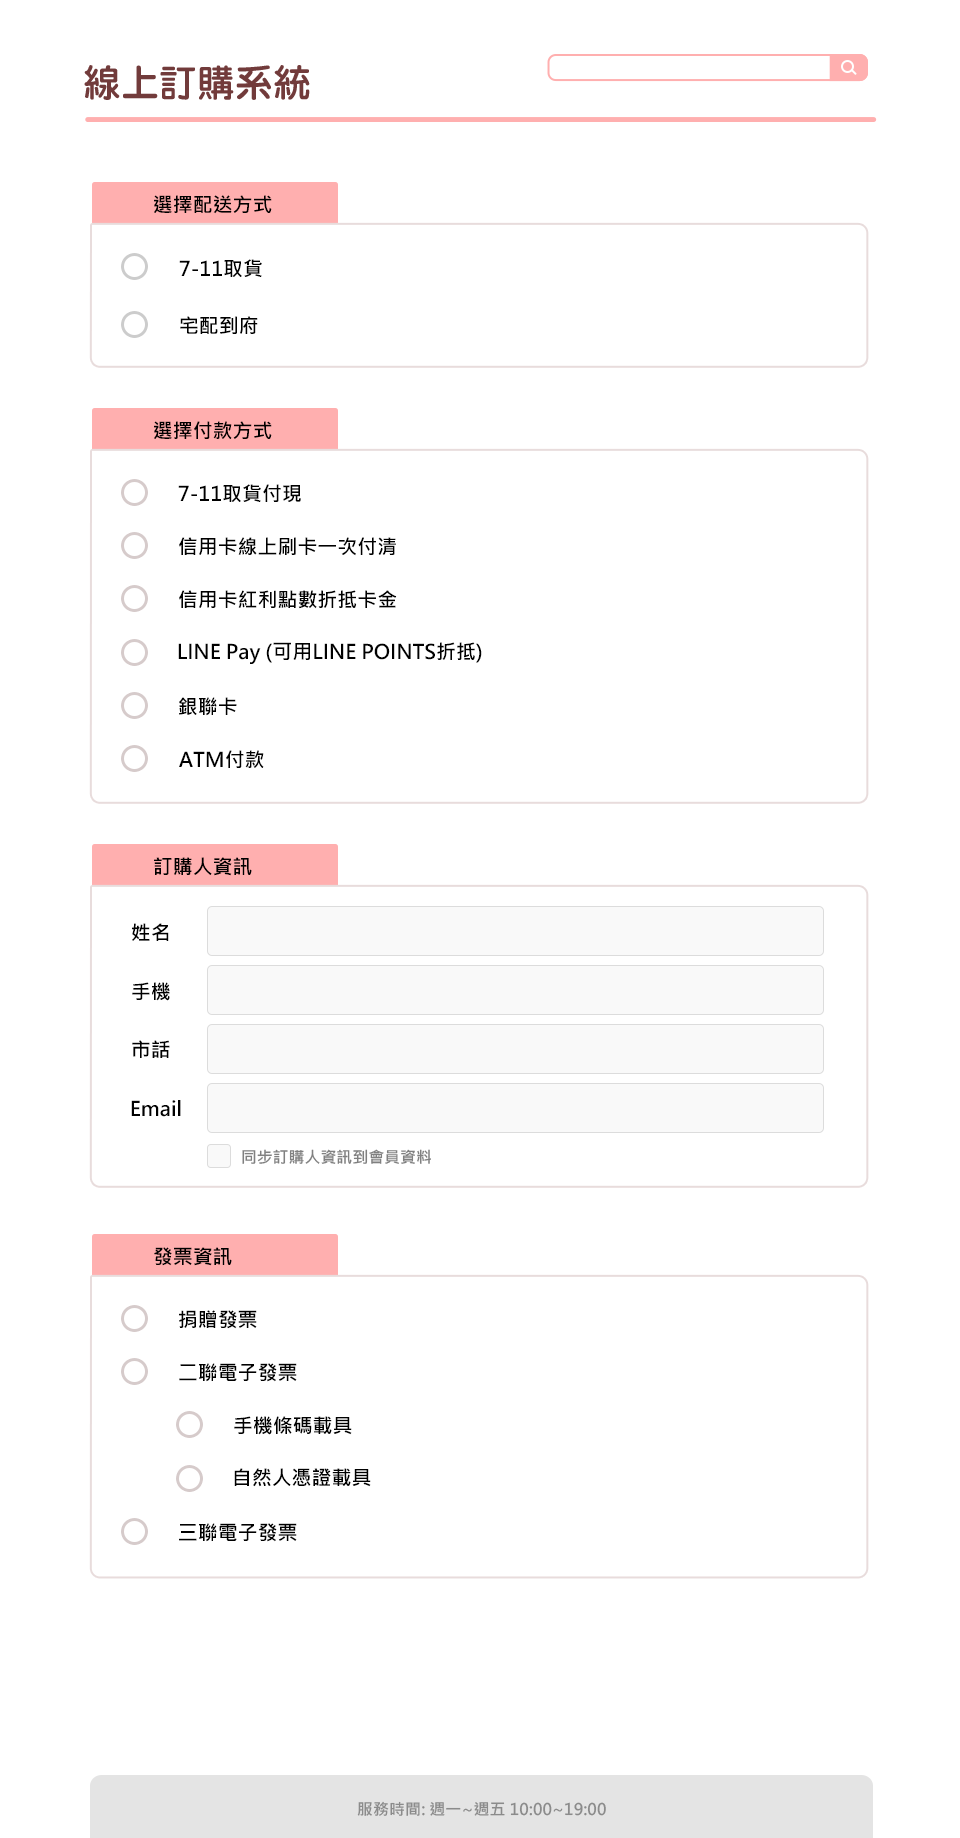 線上訂購系統
選擇配送方式
7-11取貨
宅配到府
選擇付款方式
7-11取貨付現
信用卡線上刷卡一次付清
信用卡紅利點數折抵卡金
LINE Pay (可用LINE POINTS折抵)
銀聯卡
ATM付款
訂購人資訊
姓名
手機
市話
Email
同步訂購人資訊到會員資料
發票資訊
捐贈發票
二聯電子發票
手機條碼載具
自然人憑證載具
三聯電子發票
服務時間: 週一~週五 10:00~19:00